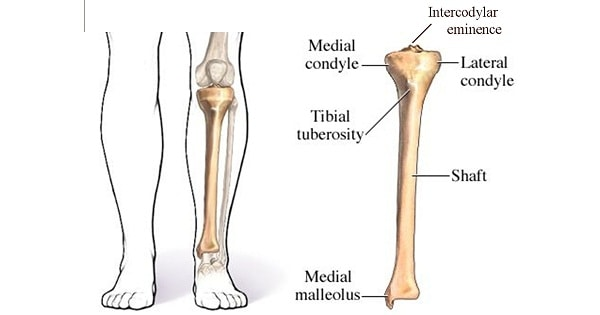 Intercodylar
eminence
Medial
condyle
Lateral
condyle
Tibial
tuberosity
Shaft
Medial
malleolus